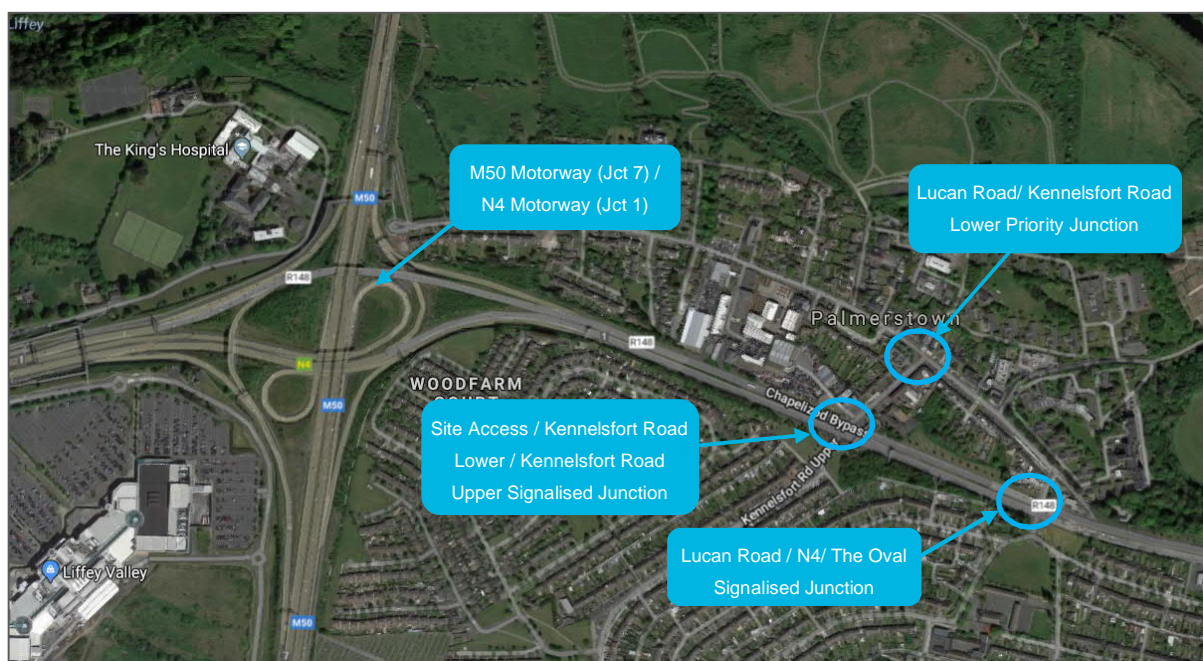 Liffey
The King's Hospital
M50
M50 Motorway (Jct 7) /
N4 Motorway (Jct 1)
Lucan Road/ Kennelsfort Road
Lower Priority Junction
R148
Palmerstown
R148
N4
WOODFARM
COURT
M50
Chapelizod Bypass
Site Access / Kennelsfort Road
Lower / Kennelsfort Road
Upper Signalised Junction
Kennelsfort Rd Upper
R148
Lucan Road / N4/ The Oval
Signalised Junction
Liffey Valley
M50